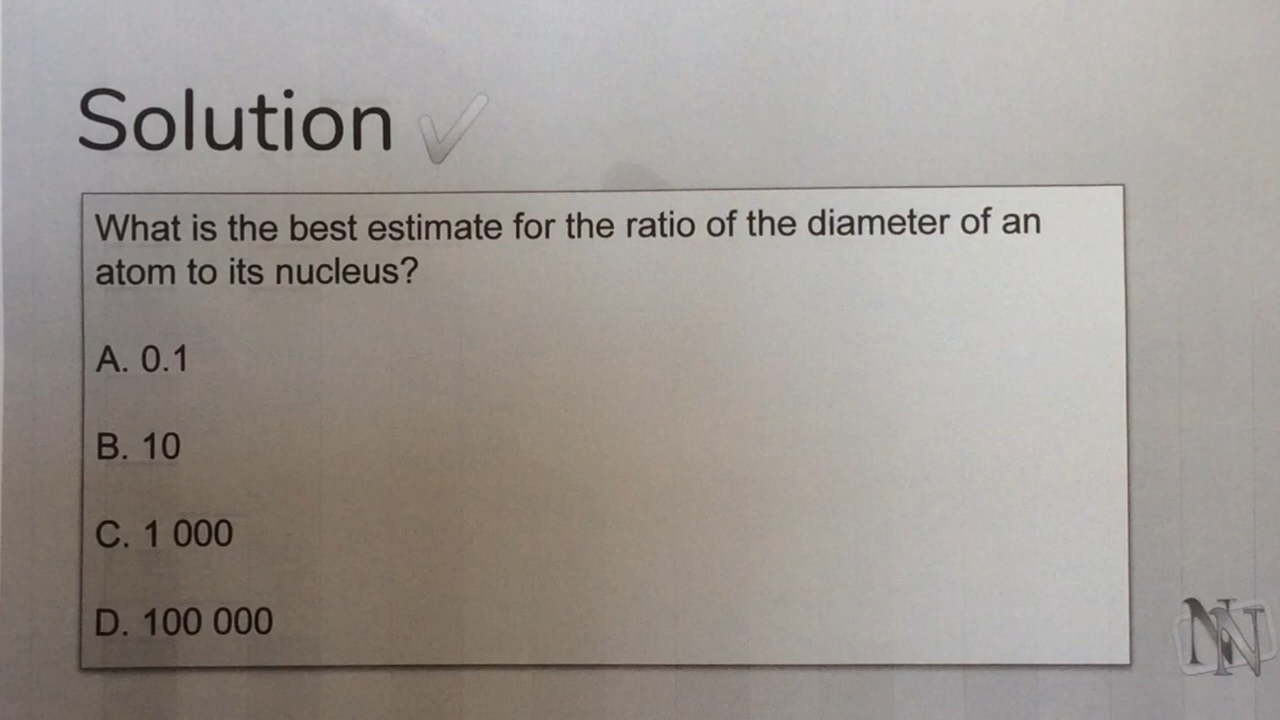 Solution
What is the best estimate for the ratio of the diameter of an
atom to its nucleus?
A. 0.1
B. 10
C. 1 000
D. 100 000